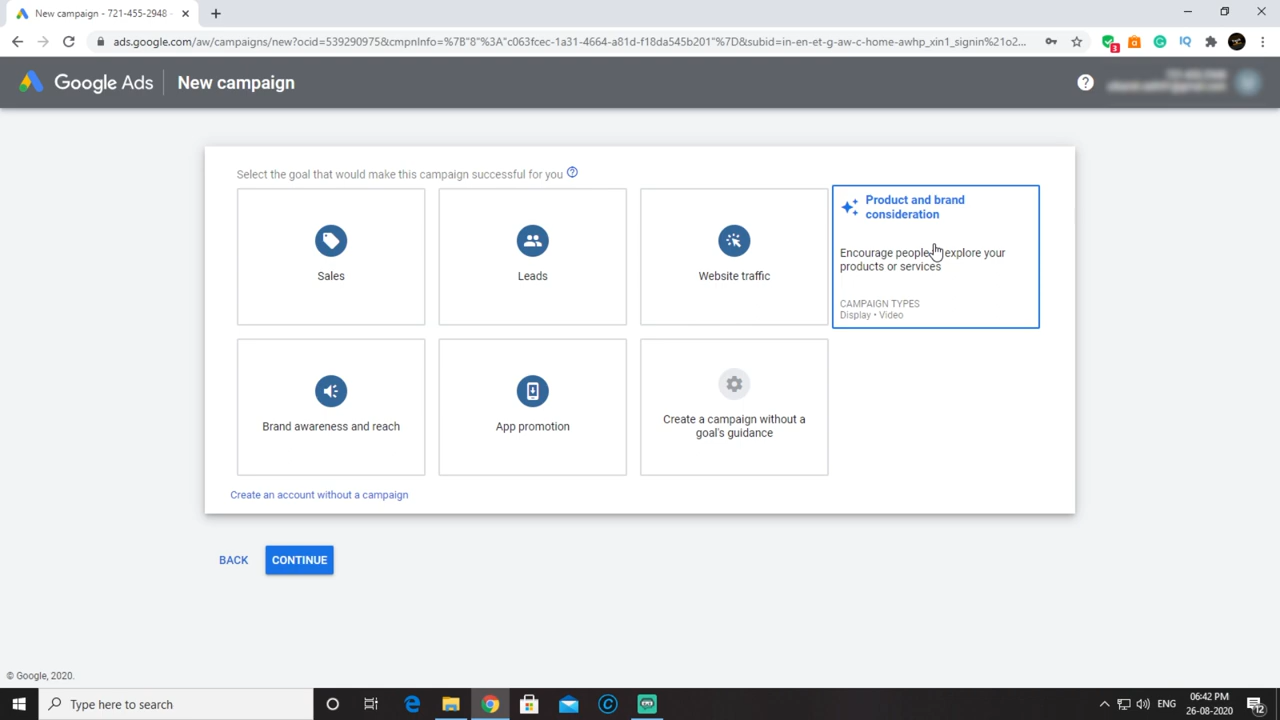 New campaign - 721-455-2948 -
ads.google.com/aw/campaigns/new?ocid=539290975&cmpnInfo=%7B"8"%3A"c063fcec-1a31-4664-a81d-f18da545b201"%7D&subid=in-en-et-g-aw-c-home-awhp_xin1_signin%21o2...
3
IQ
Google Ads
New campaign
Select the goal that would make this campaign successful for you
Sales
Leads
Website traffic
Product and brand
consideration
Encourage people explore your
products or services
CAMPAIGN TYPES
Display • Video
Brand awareness and reach
App promotion
Create a campaign without a
goal's guidance
Create an account without a campaign
BACK
CONTINUE
© Google, 2020.
Type here to search
ENG
06:42 PM
26-08-2020
12